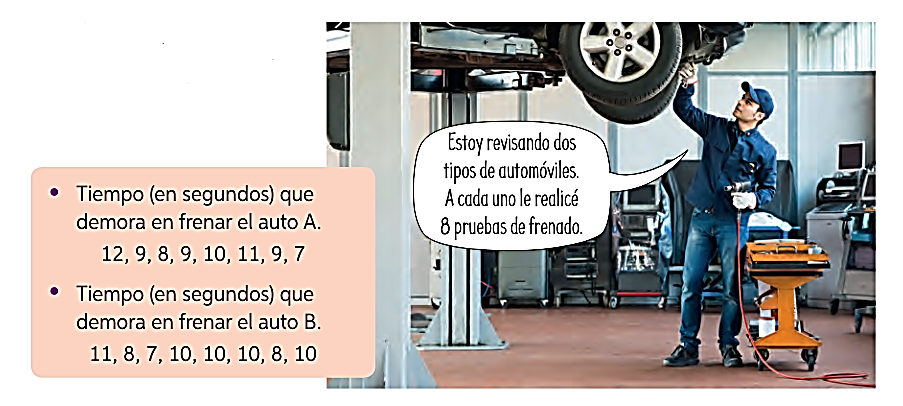 Estoy revisando dos
tipos de automóviles.
A cada uno le realicé
8 pruebas de frenado.
• Tiempo (en segundos) que
demora en frenar el auto A.
12, 9, 8, 9, 10, 11, 9, 7
• Tiempo (en segundos) que
demora en frenar el auto B.
11, 8, 7, 10, 10, 10, 8, 10